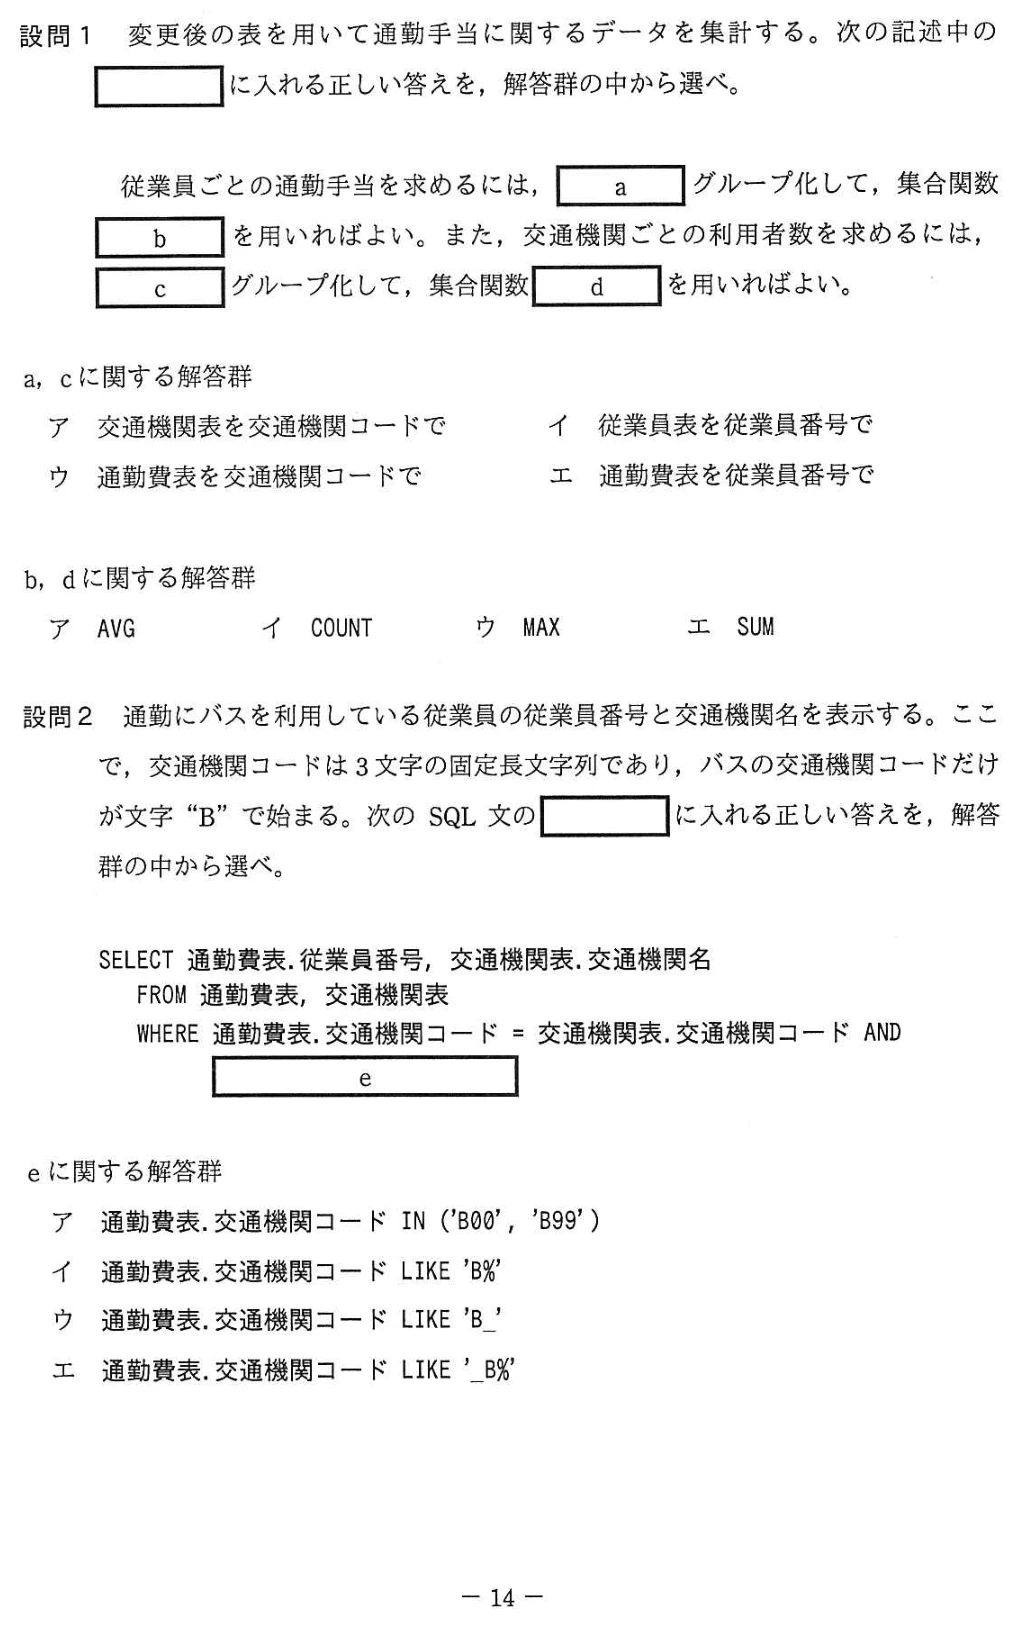 設問1　変更後の表を用いて通勤手当に関するデータを集計する。次の記述中の
に入れる正しい答えを，解答群の中から選べ。
従業員ごとの通勤手当を求めるには， a グループ化して，集合関数
b を用いればよい。また，交通機関ごとの利用者数を求めるには，
c グループ化して，集合関数 d を用いればよい。
a，cに関する解答群
ア　交通機関表を交通機関コードで　イ　従業員表を従業員番号で
ウ　通勤費表を交通機関コードで　エ　通勤費表を従業員番号で
b，dに関する解答群
ア　AVG　イ　COUNT　ウ　MAX　エ　SUM
設問2　通勤にバスを利用している従業員の従業員番号と交通機関名を表示する。ここ
で，交通機関コードは3文字の固定長文字列であり，バスの交通機関コードだけ
が文字“B”で始まる。次の SQL 文の に入れる正しい答えを，解答
群の中から選べ。
SELECT 通勤費表.従業員番号, 交通機関表.交通機関名
FROM 通勤費表, 交通機関表
WHERE 通勤費表.交通機関コード = 交通機関表.交通機関コード AND
e
eに関する解答群
ア　通勤費表.交通機関コード IN ('B00', 'B99')
イ　通勤費表.交通機関コード LIKE 'B%'
ウ　通勤費表.交通機関コード LIKE 'B_'
エ　通勤費表.交通機関コード LIKE '_B%'
― 14 ―